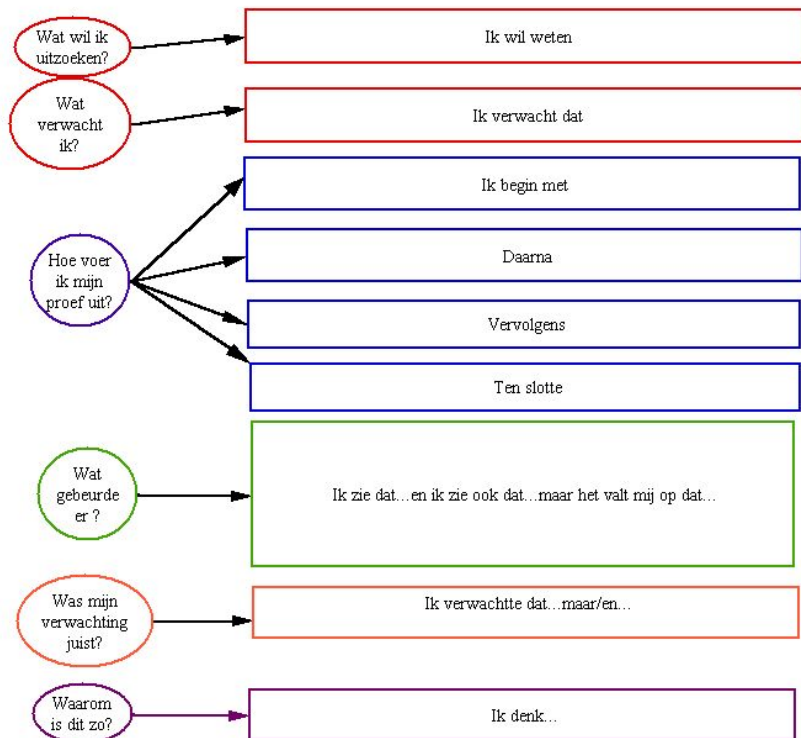 Wat wil ik
uitzoeken?
Ik wil weten
Wat
verwacht
ik?
Ik verwacht dat
Hoe voer
ik mijn
proef uit?
Ik begin met
Daarna
Vervolgens
Ten slotte
Wat
gebeurde
er ?
Ik zie dat...en ik zie ook dat...maar het valt mij op dat...
Was mijn
verwachting
juist?
Ik verwachtte dat...maar/en...
Waarom
is dit zo?
Ik denk...